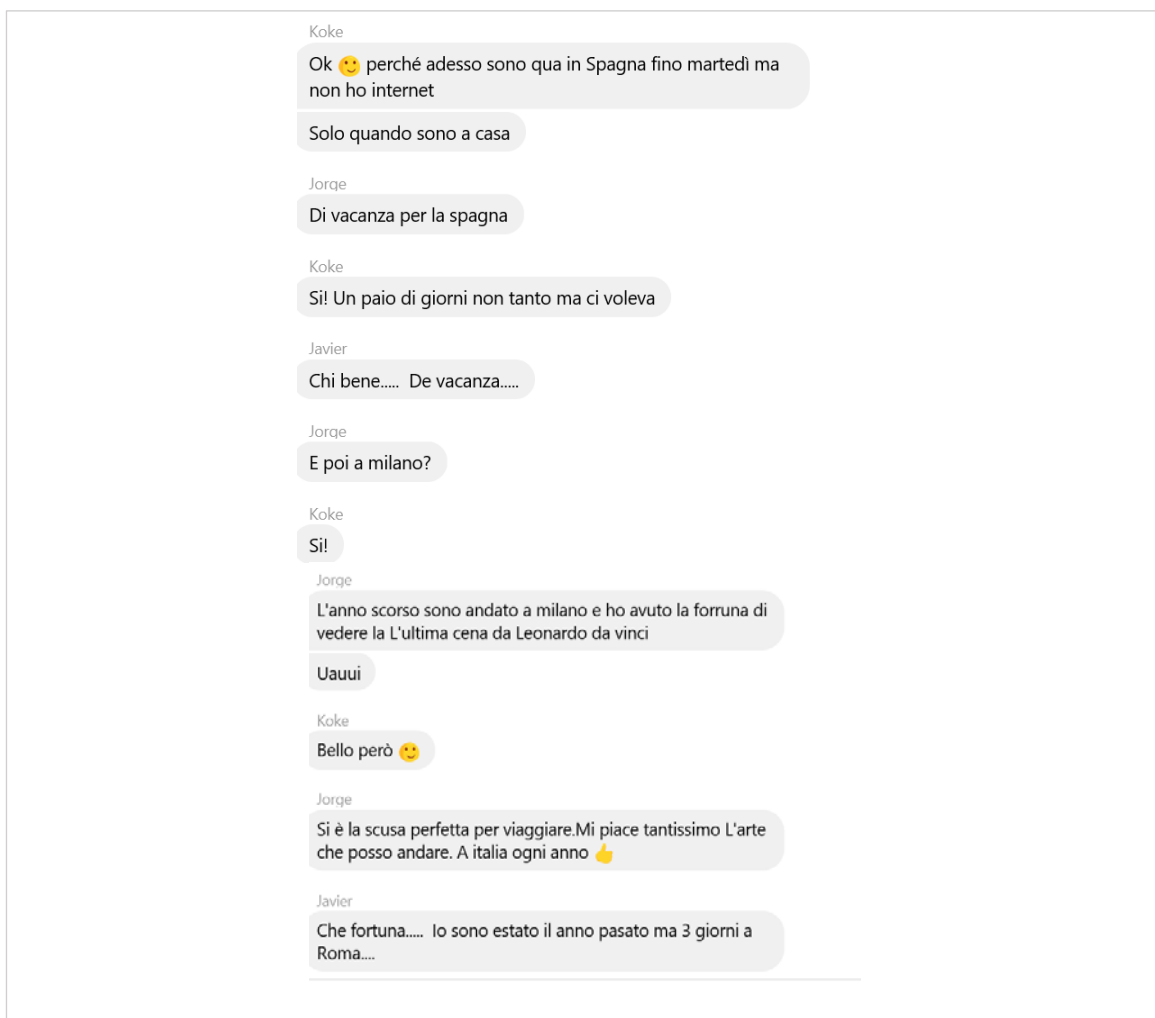 Koke
Ok 🙂 perché adesso sono qua in Spagna fino martedì ma
non ho internet
Solo quando sono a casa
Jorge
Di vacanza per la spagna
Koke
Si! Un paio di giorni non tanto ma ci voleva
Javier
Chi bene..... De vacanza.....
Jorge
E poi a milano?
Koke
Si!
Jorge
L'anno scorso sono andato a milano e ho avuto la forruna di
vedere la L'ultima cena da Leonardo da vinci
Uauui
Koke
Bello però 🙂
Jorge
Si è la scusa perfetta per viaggiare.Mi piace tantissimo L'arte
che posso andare. A italia ogni anno 👍
Javier
Che fortuna..... Io sono estato il anno pasato ma 3 giorni a
Roma....